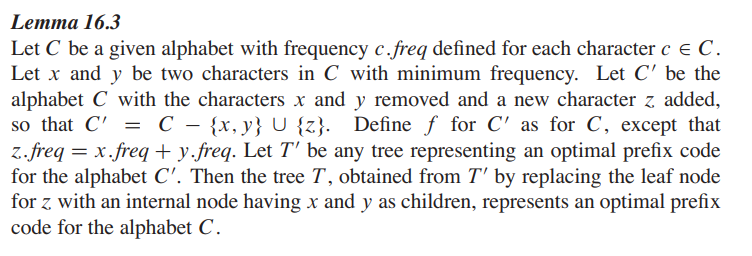 Lemma 16.3
Let C be a given alphabet with frequency c.freq defined for each character c ∈ C.
Let x and y be two characters in C with minimum frequency. Let C′ be the
alphabet C with the characters x and y removed and a new character z added,
so that C′ = C − {x, y} ∪ {z}. Define f for C′ as for C, except that
z.freq = x.freq + y.freq. Let T′ be any tree representing an optimal prefix code
for the alphabet C′. Then the tree T, obtained from T′ by replacing the leaf node
for z with an internal node having x and y as children, represents an optimal prefix
code for the alphabet C.